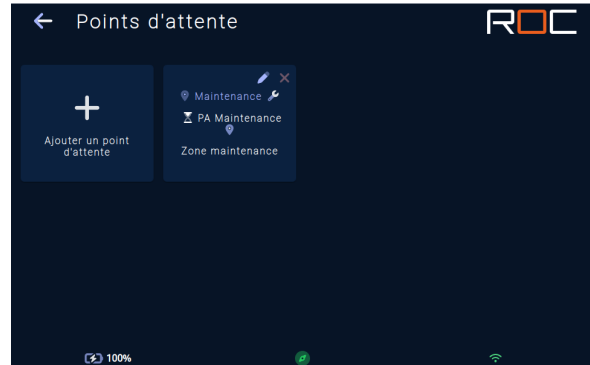 Points d'attente
ROC
Ajouter un point
d'attente
Maintenance
PA Maintenance
Zone maintenance
100%